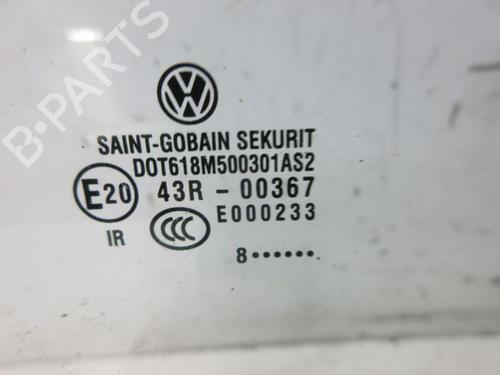 SAINT-GOBAIN SEKURIT
DOT618M500301AS2
E20 43R - 00367
E000233
IR CCC
8••••••.
B-PARTS